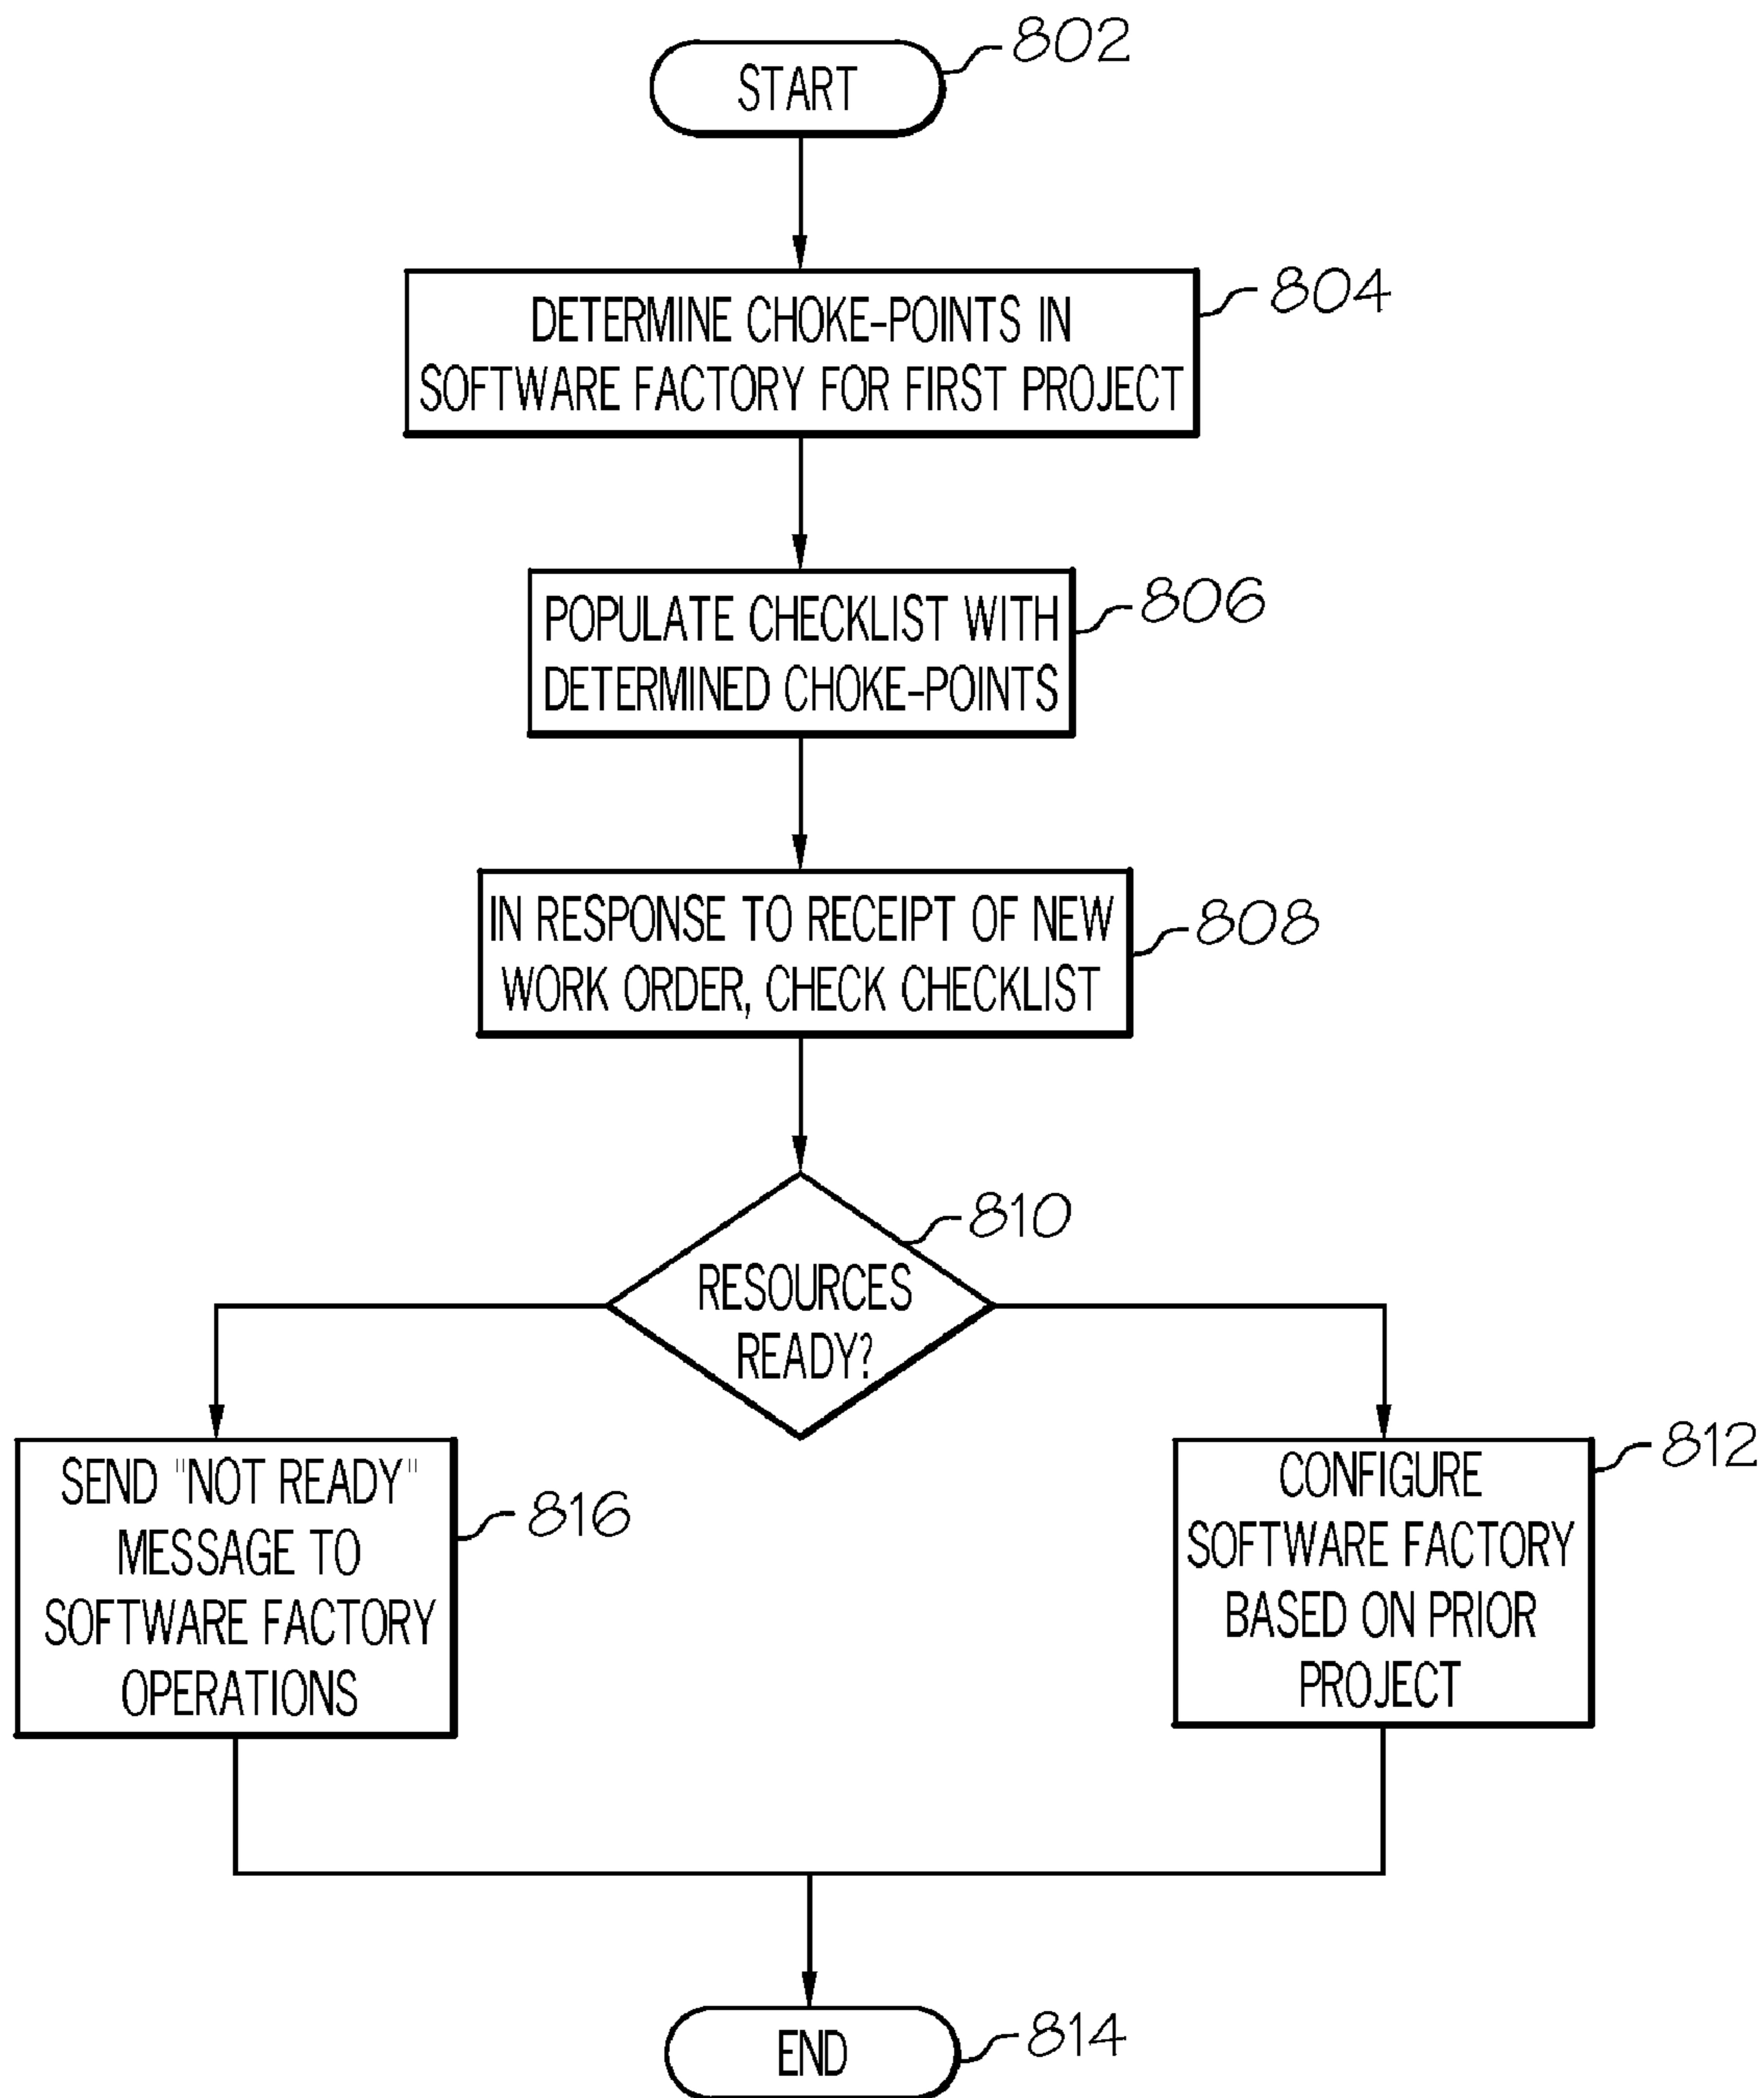 START
802
DETERMINE CHOKE-POINTS IN
SOFTWARE FACTORY FOR FIRST PROJECT
804
POPULATE CHECKLIST WITH
DETERMINED CHOKE-POINTS
806
IN RESPONSE TO RECEIPT OF NEW
WORK ORDER, CHECK CHECKLIST
808
RESOURCES
READY?
810
SEND "NOT READY"
MESSAGE TO
SOFTWARE FACTORY
OPERATIONS
816
CONFIGURE
SOFTWARE FACTORY
BASED ON PRIOR
PROJECT
812
END
814